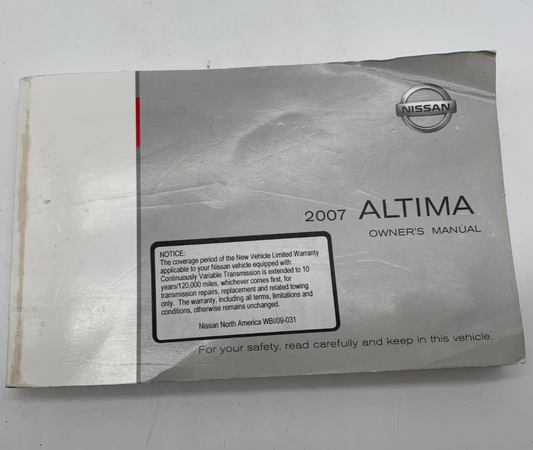 NISSAN
2007 ALTIMA
OWNER'S MANUAL
NOTICE:
The coverage period of the New Vehicle Limited Warranty
applicable to your Nissan vehicle equipped with
Continuously Variable Transmission is extended to 10
years/120,000 miles, whichever comes first, for
transmission repairs, replacement and related towing
only. The warranty, including all terms, limitations and
conditions, otherwise remains unchanged.
Nissan North America WBI/09-031
For your safety, read carefully and keep in this vehicle.